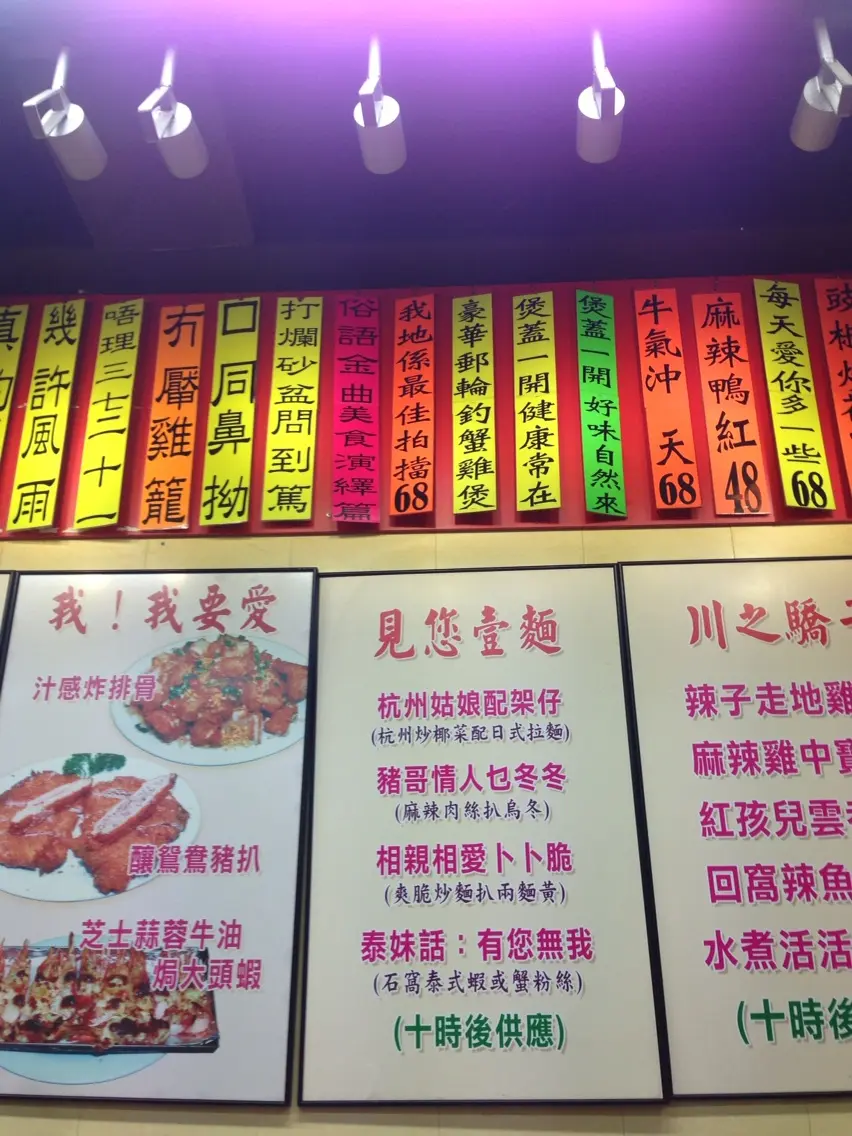 真
幾許風雨
唔理三七二十一
冇厴雞籠
口同鼻拗
打爛砂盆問到篤
俗語金曲美食演繹篇
我地係最佳拍擋
68
豪華郵輪釣蟹雞煲
煲蓋一開健康常在
煲蓋一開好味自然來
牛氣沖天
68
麻辣鴨紅
48
每天愛你多一些
68
豉椒炒
我！我要愛
汁感炸排骨
釀鴛鴦豬扒
芝士蒜蓉牛油
焗大頭蝦
見您壹麵
杭州姑娘配架仔
(杭州炒椰菜配日式拉麵)
豬哥情人乜冬冬
(麻辣肉絲扒烏冬)
相親相愛卜卜脆
(爽脆炒麵扒兩麵黃)
泰妹話：有您無我
(石窩泰式蝦或蟹粉絲)
(十時後供應)
川之驕
辣子走地雞
麻辣雞中寶
紅孩兒雲
回窩辣魚
水煮活活
(十時後